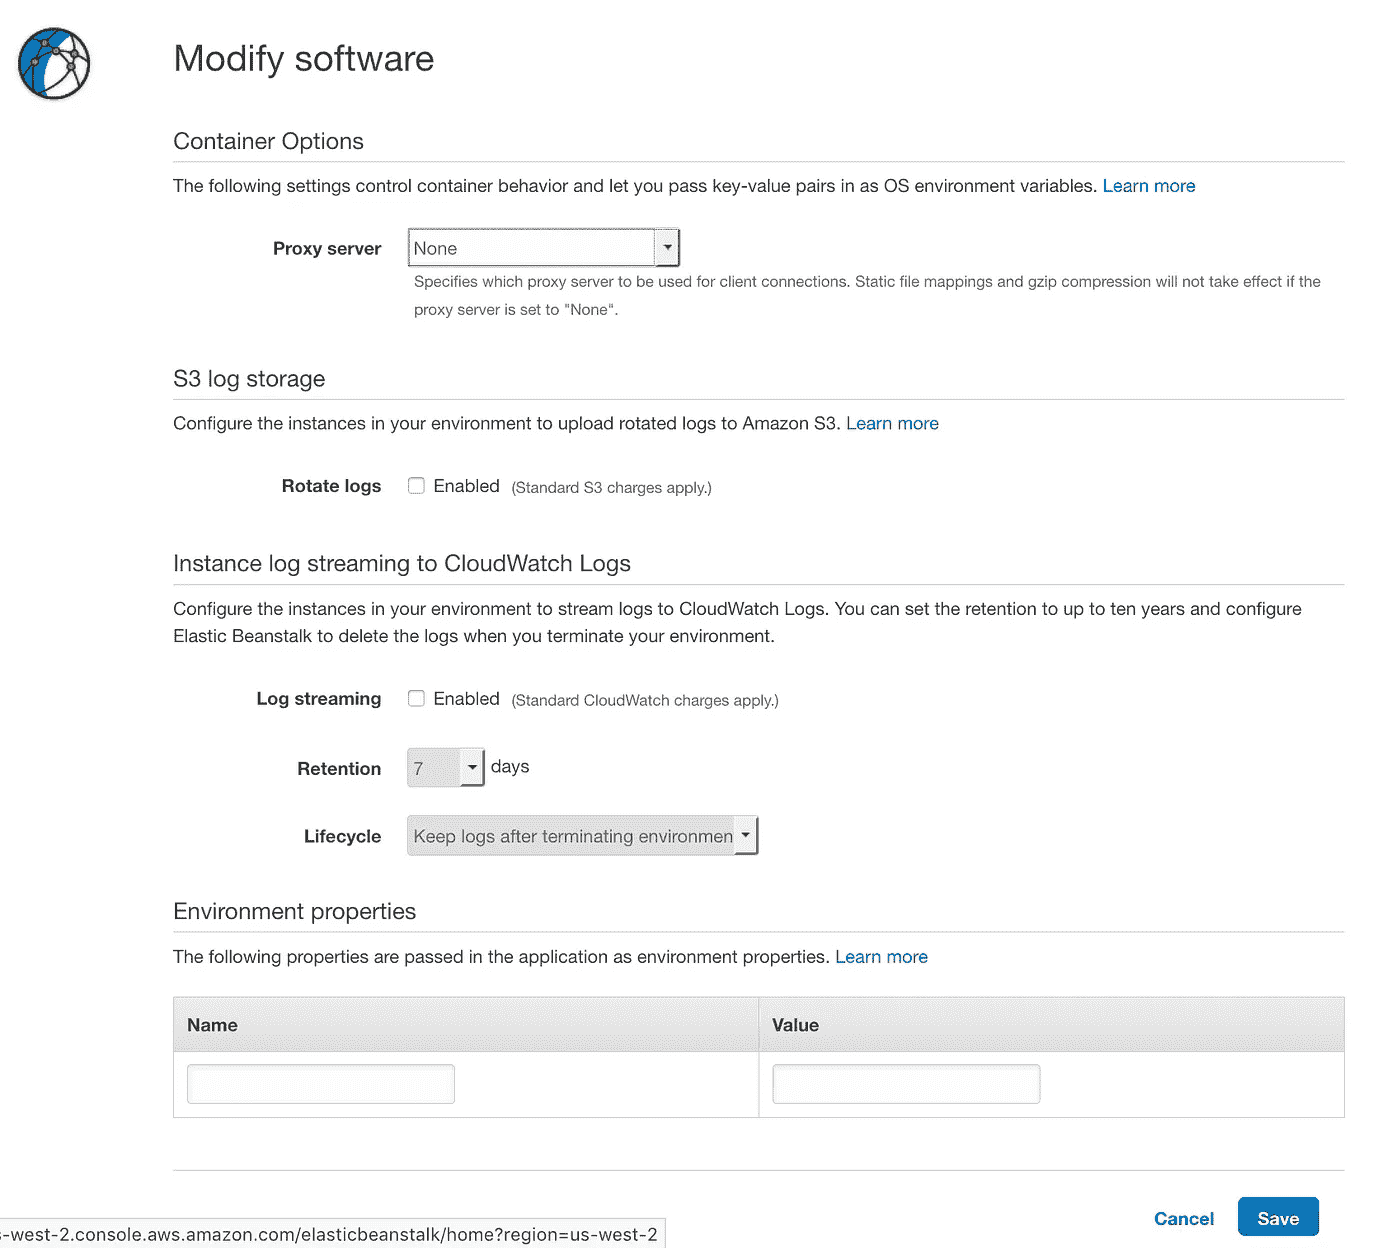 Modify software
Container Options
The following settings control container behavior and let you pass key-value pairs in as OS environment variables. Learn more
Proxy server None
Specifies which proxy server to be used for client connections. Static file mappings and gzip compression will not take effect if the
proxy server is set to "None".
S3 log storage
Configure the instances in your environment to upload rotated logs to Amazon S3. Learn more
Rotate logs Enabled (Standard S3 charges apply.)
Instance log streaming to CloudWatch Logs
Configure the instances in your environment to stream logs to CloudWatch Logs. You can set the retention to up to ten years and configure
Elastic Beanstalk to delete the logs when you terminate your environment.
Log streaming Enabled (Standard CloudWatch charges apply.)
Retention 7 days
Lifecycle Keep logs after terminating environmen
Environment properties
The following properties are passed in the application as environment properties. Learn more
Name Value
Cancel Save
-west-2.console.aws.amazon.com/elasticbeanstalk/home?region=us-west-2